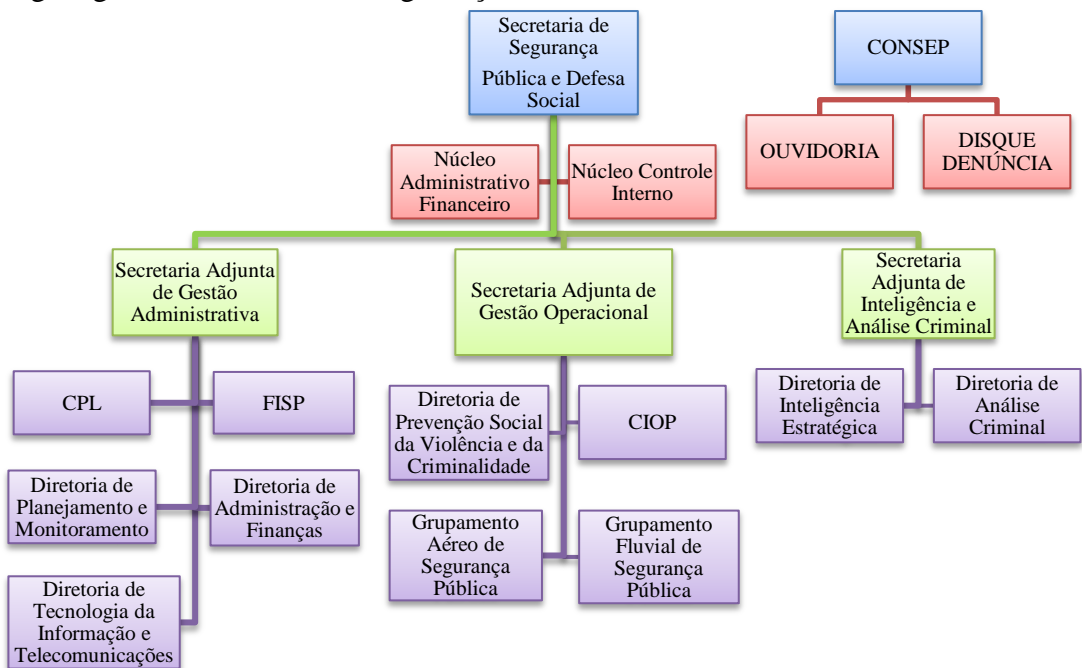 Secretaria de
Segurança
Pública e Defesa
Social
CONSEP
OUVIDORIA
DISQUE
DENÚNCIA
Núcleo
Administrativo
Financeiro
Núcleo Controle
Interno
Secretaria Adjunta
de Gestão
Administrativa
Secretaria Adjunta de
Gestão Operacional
Secretaria
Adjunta de
Inteligência e
Análise Criminal
CPL
FISP
Diretoria de
Prevenção Social
da Violência e da
Criminalidade
CIOP
Diretoria de
Inteligência
Estratégica
Diretoria de
Análise
Criminal
Diretoria de
Planejamento e
Monitoramento
Diretoria de
Administração e
Finanças
Grupamento
Aéreo de
Segurança
Pública
Grupamento
Fluvial de
Segurança
Pública
Diretoria de
Tecnologia da
Informação e
Telecomunicações